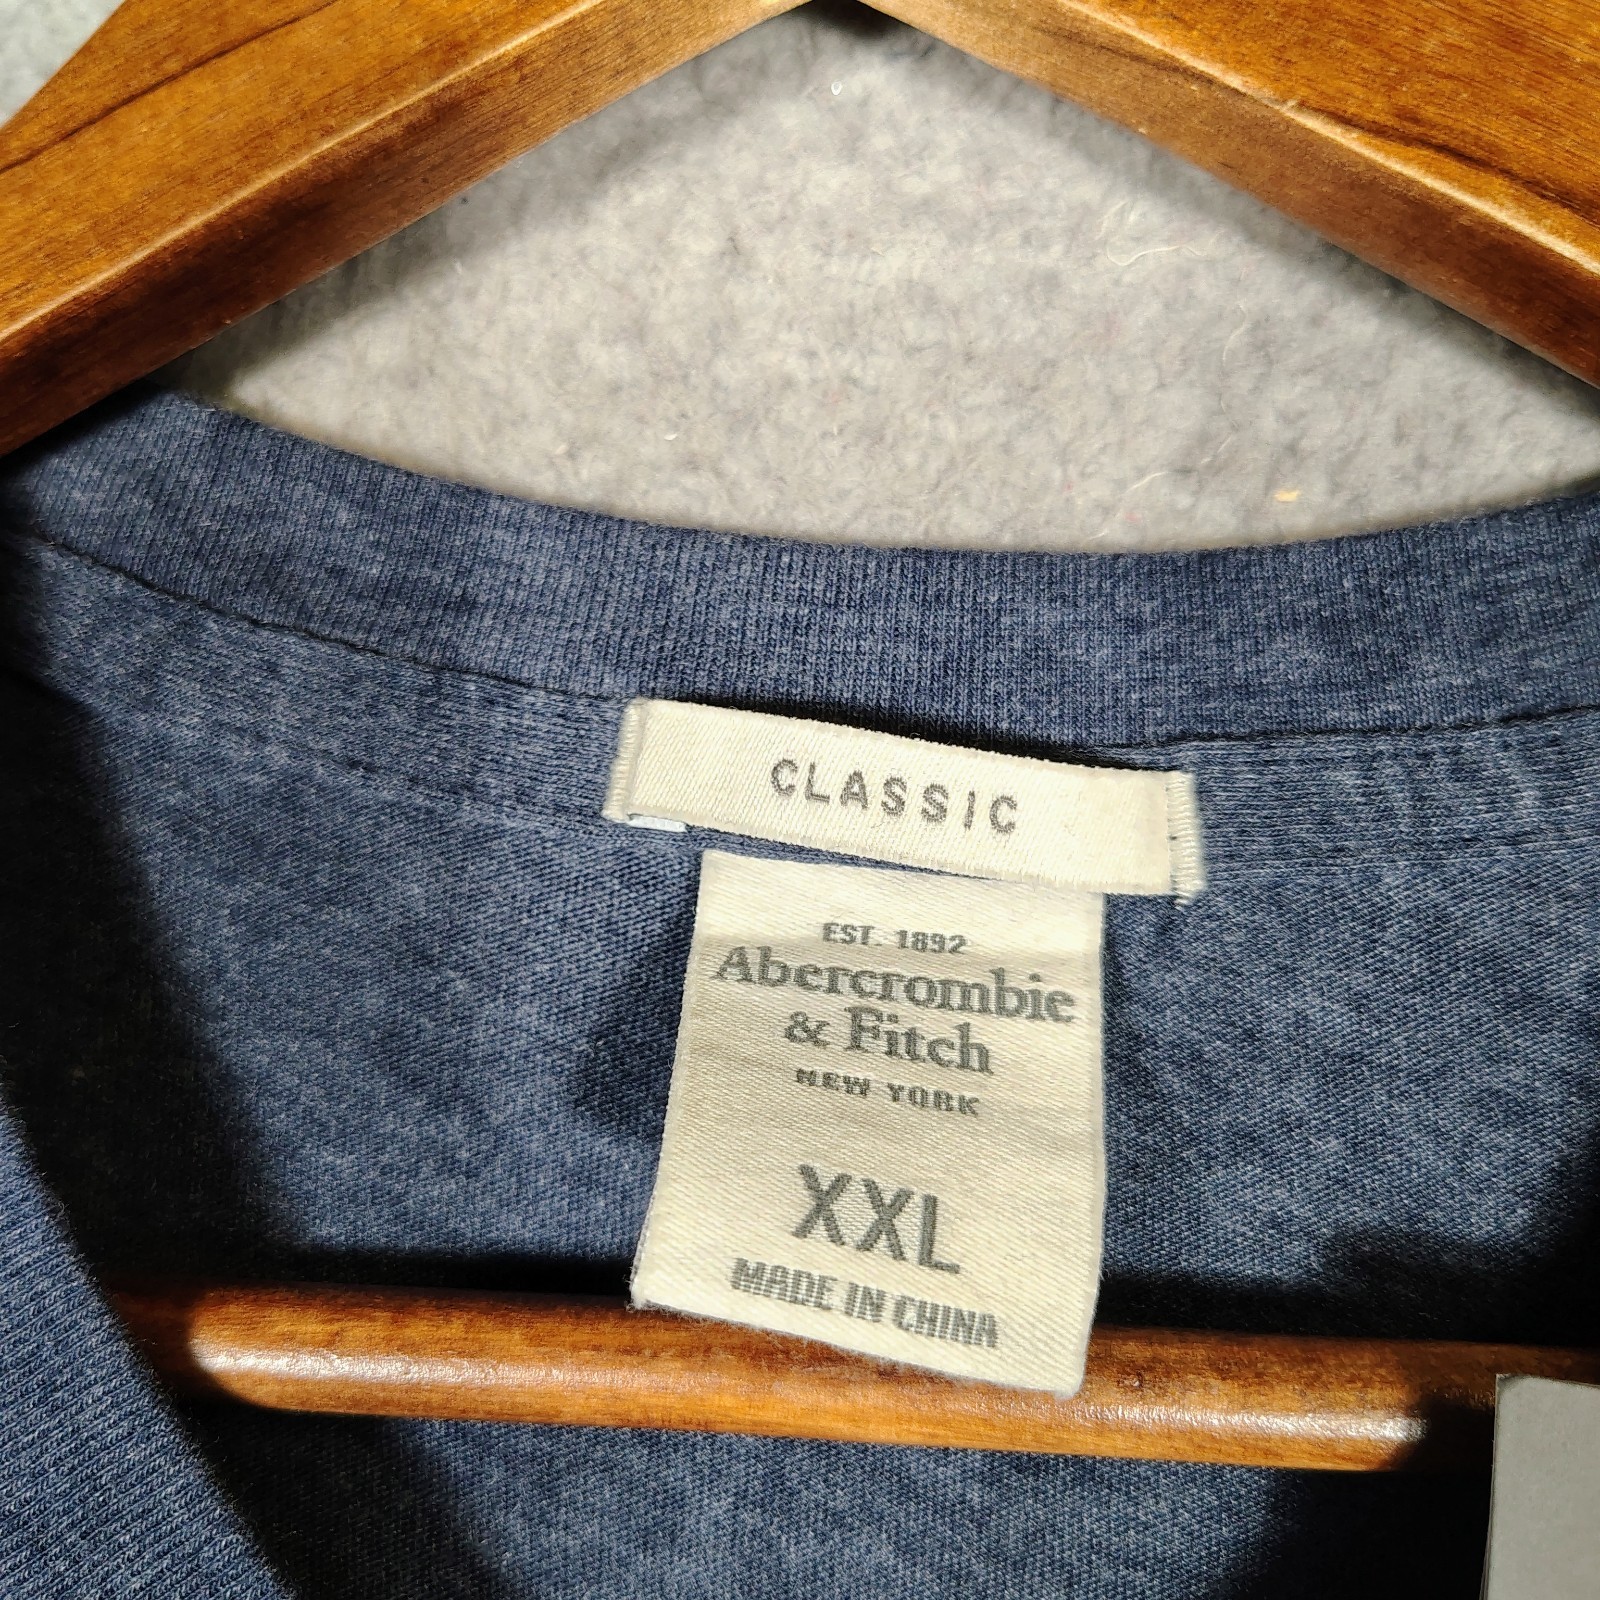 CLASSIC
EST. 1892
Abercrombie
& Fitch
NEW YORK
XXL
MADE IN CHINA